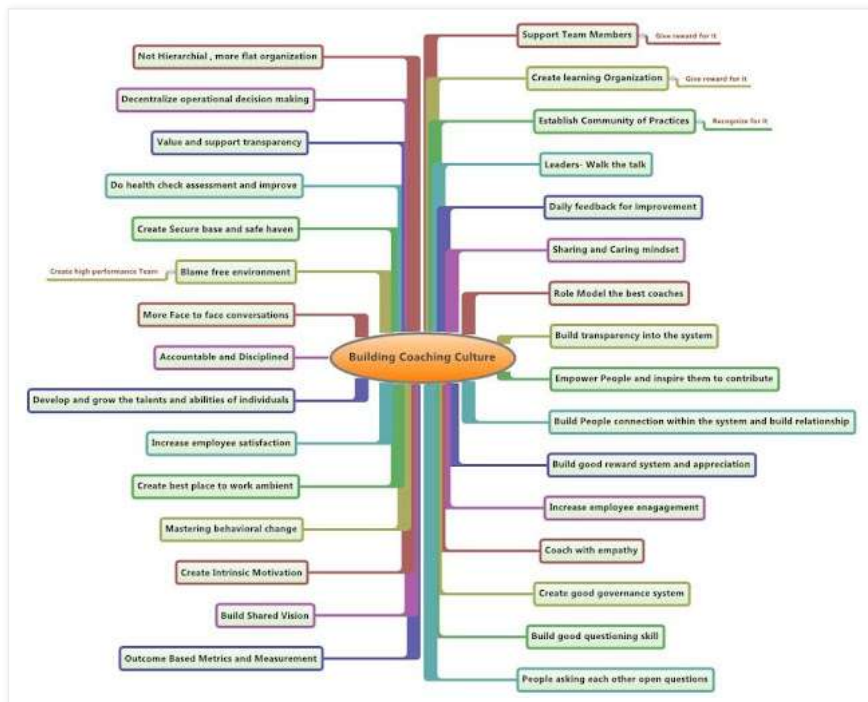 Building Coaching Culture
Support Team Members
Give reward for it
Create learning Organization
Give reward for it
Establish Community of Practices
Recognize for it
Leaders- Walk the talk
Daily feedback for improvement
Sharing and Caring mindset
Role Model the best coaches
Build transparency into the system
Empower People and inspire them to contribute
Build People connection within the system and build relationship
Build good reward system and appreciation
Increase employee enagagement
Coach with empathy
Create good governance system
Build good questioning skill
People asking each other open questions
Not Hierarchial , more flat organization
Decentralize operational decision making
Value and support transparency
Do health check assessment and improve
Create Secure base and safe haven
Blame free environment
Create high performance Team
More Face to face conversations
Accountable and Disciplined
Develop and grow the talents and abilities of individuals
Increase employee satisfaction
Create best place to work ambient
Mastering behavioral change
Create Intrinsic Motivation
Build Shared Vision
Outcome Based Metrics and Measurement